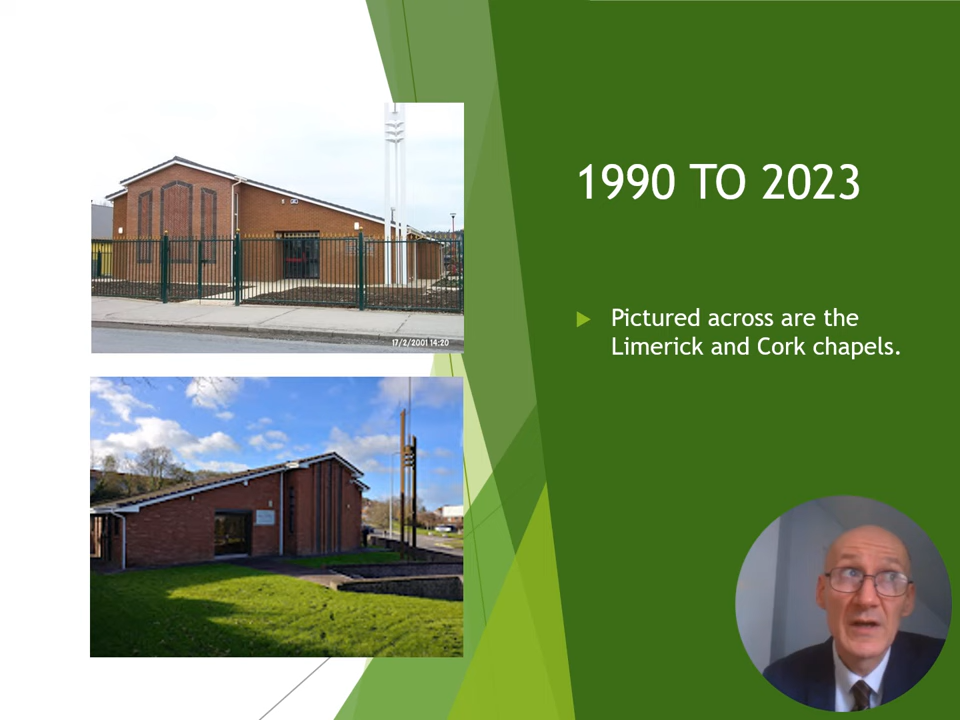 1990 TO 2023
Pictured across are the
Limerick and Cork chapels.
17/2/2001 14:20